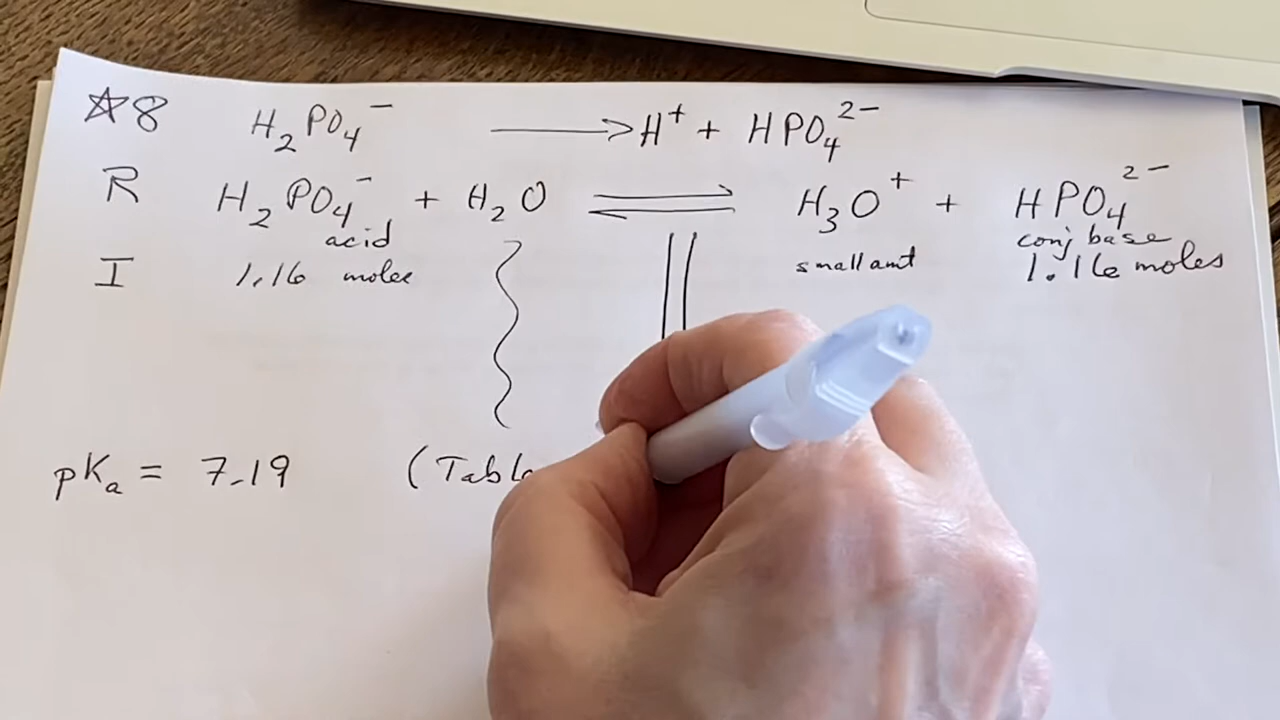 ☆8 H₂PO₄⁻ ⟶ H⁺ + HPO₄²⁻
R H₂PO₄⁻ + H₂O ⇌ H₃O⁺ + HPO₄²⁻
acid conj base
I 1.16 moles small amt 1.16 moles
pKₐ = 7.19 (Table